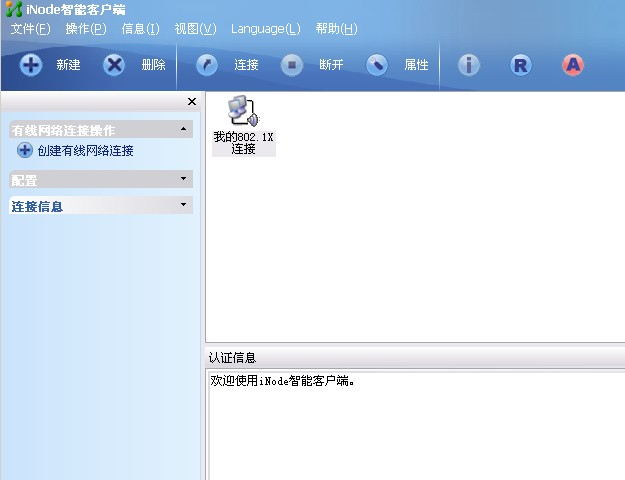 iNode智能客户端
文件(F) 操作(P) 信息(I) 视图(V) Language(L) 帮助(H)
新建 删除 连接 断开 属性 i R A
有线网络连接操作
创建有线网络连接
配置
连接信息
我的802.1X
连接
认证信息
欢迎使用iNode智能客户端。